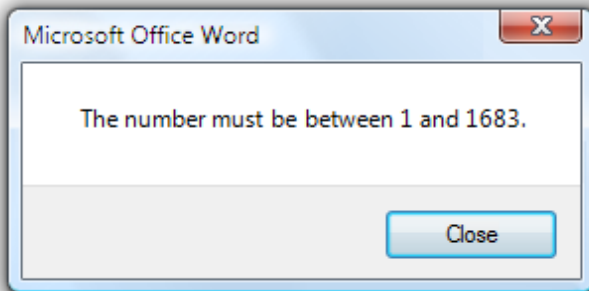 Microsoft Office Word
The number must be between 1 and 1683.
Close